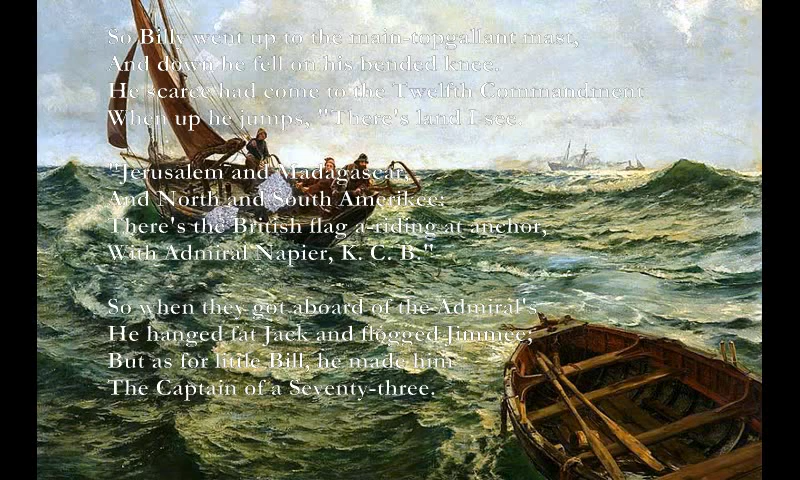 So Billy went up to the main-topgallant mast,
And down he fell on his bended knee.
He scarce had come to the Twelfth Commandment
When up he jumps, "There's land I see.
"Jerusalem and Madagascar,
And North and South Amerikee;
There's the British flag a-riding at anchor,
With Admiral Napier, K. C. B."
So when they got aboard of the Admiral's
He hanged fat Jack and flogged Jimmee;
But as for little Bill, he made him
The Captain of a Seventy-three.